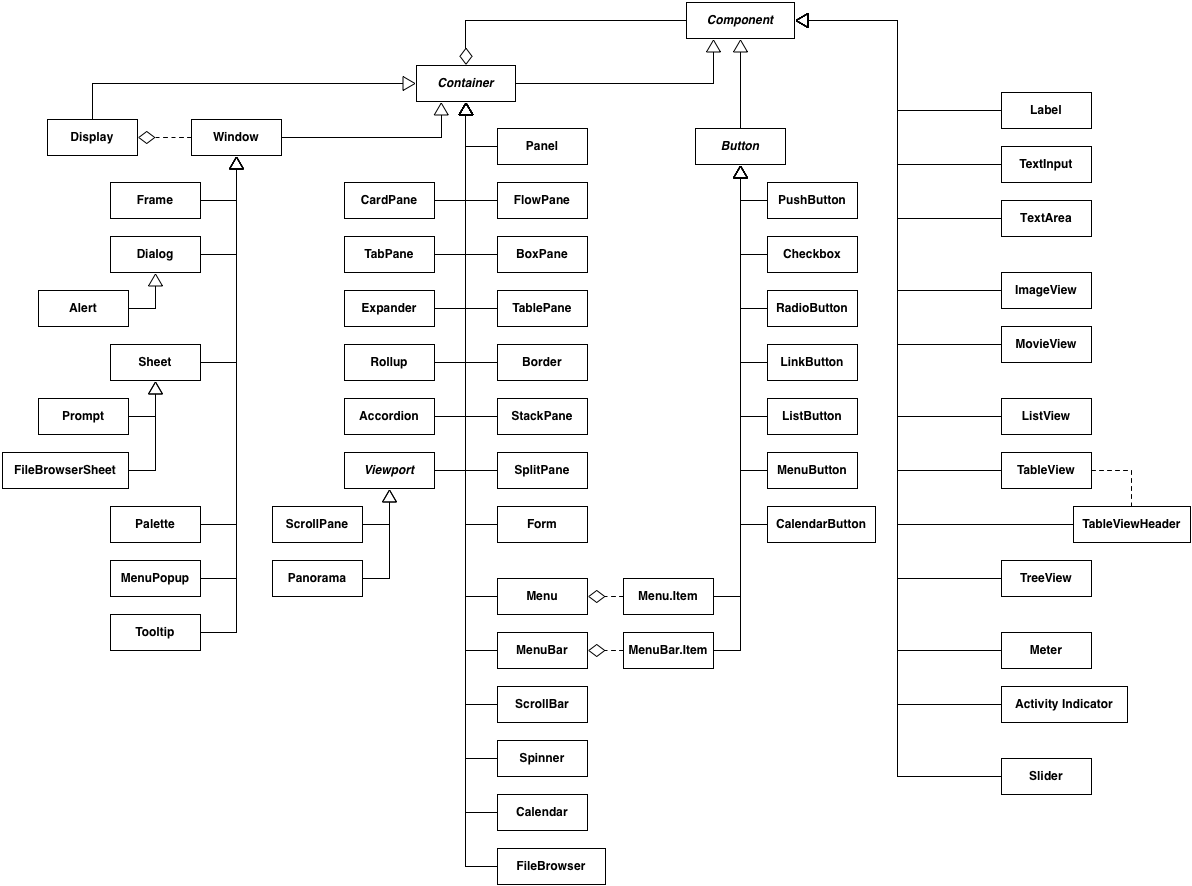 Component
Container
Display
Window
Panel
Button
Label
TextInput
TextArea
ImageView
MovieView
ListView
TableView
TableViewHeader
TreeView
Meter
Activity Indicator
Slider
Frame
Dialog
Alert
Sheet
Prompt
FileBrowserSheet
Palette
MenuPopup
Tooltip
CardPane
FlowPane
TabPane
BoxPane
Expander
TablePane
Rollup
Border
Accordion
StackPane
Viewport
SplitPane
ScrollPane
Form
Panorama
Menu
Menu.Item
MenuBar
MenuBar.Item
ScrollBar
Spinner
Calendar
FileBrowser
PushButton
Checkbox
RadioButton
LinkButton
ListButton
MenuButton
CalendarButton